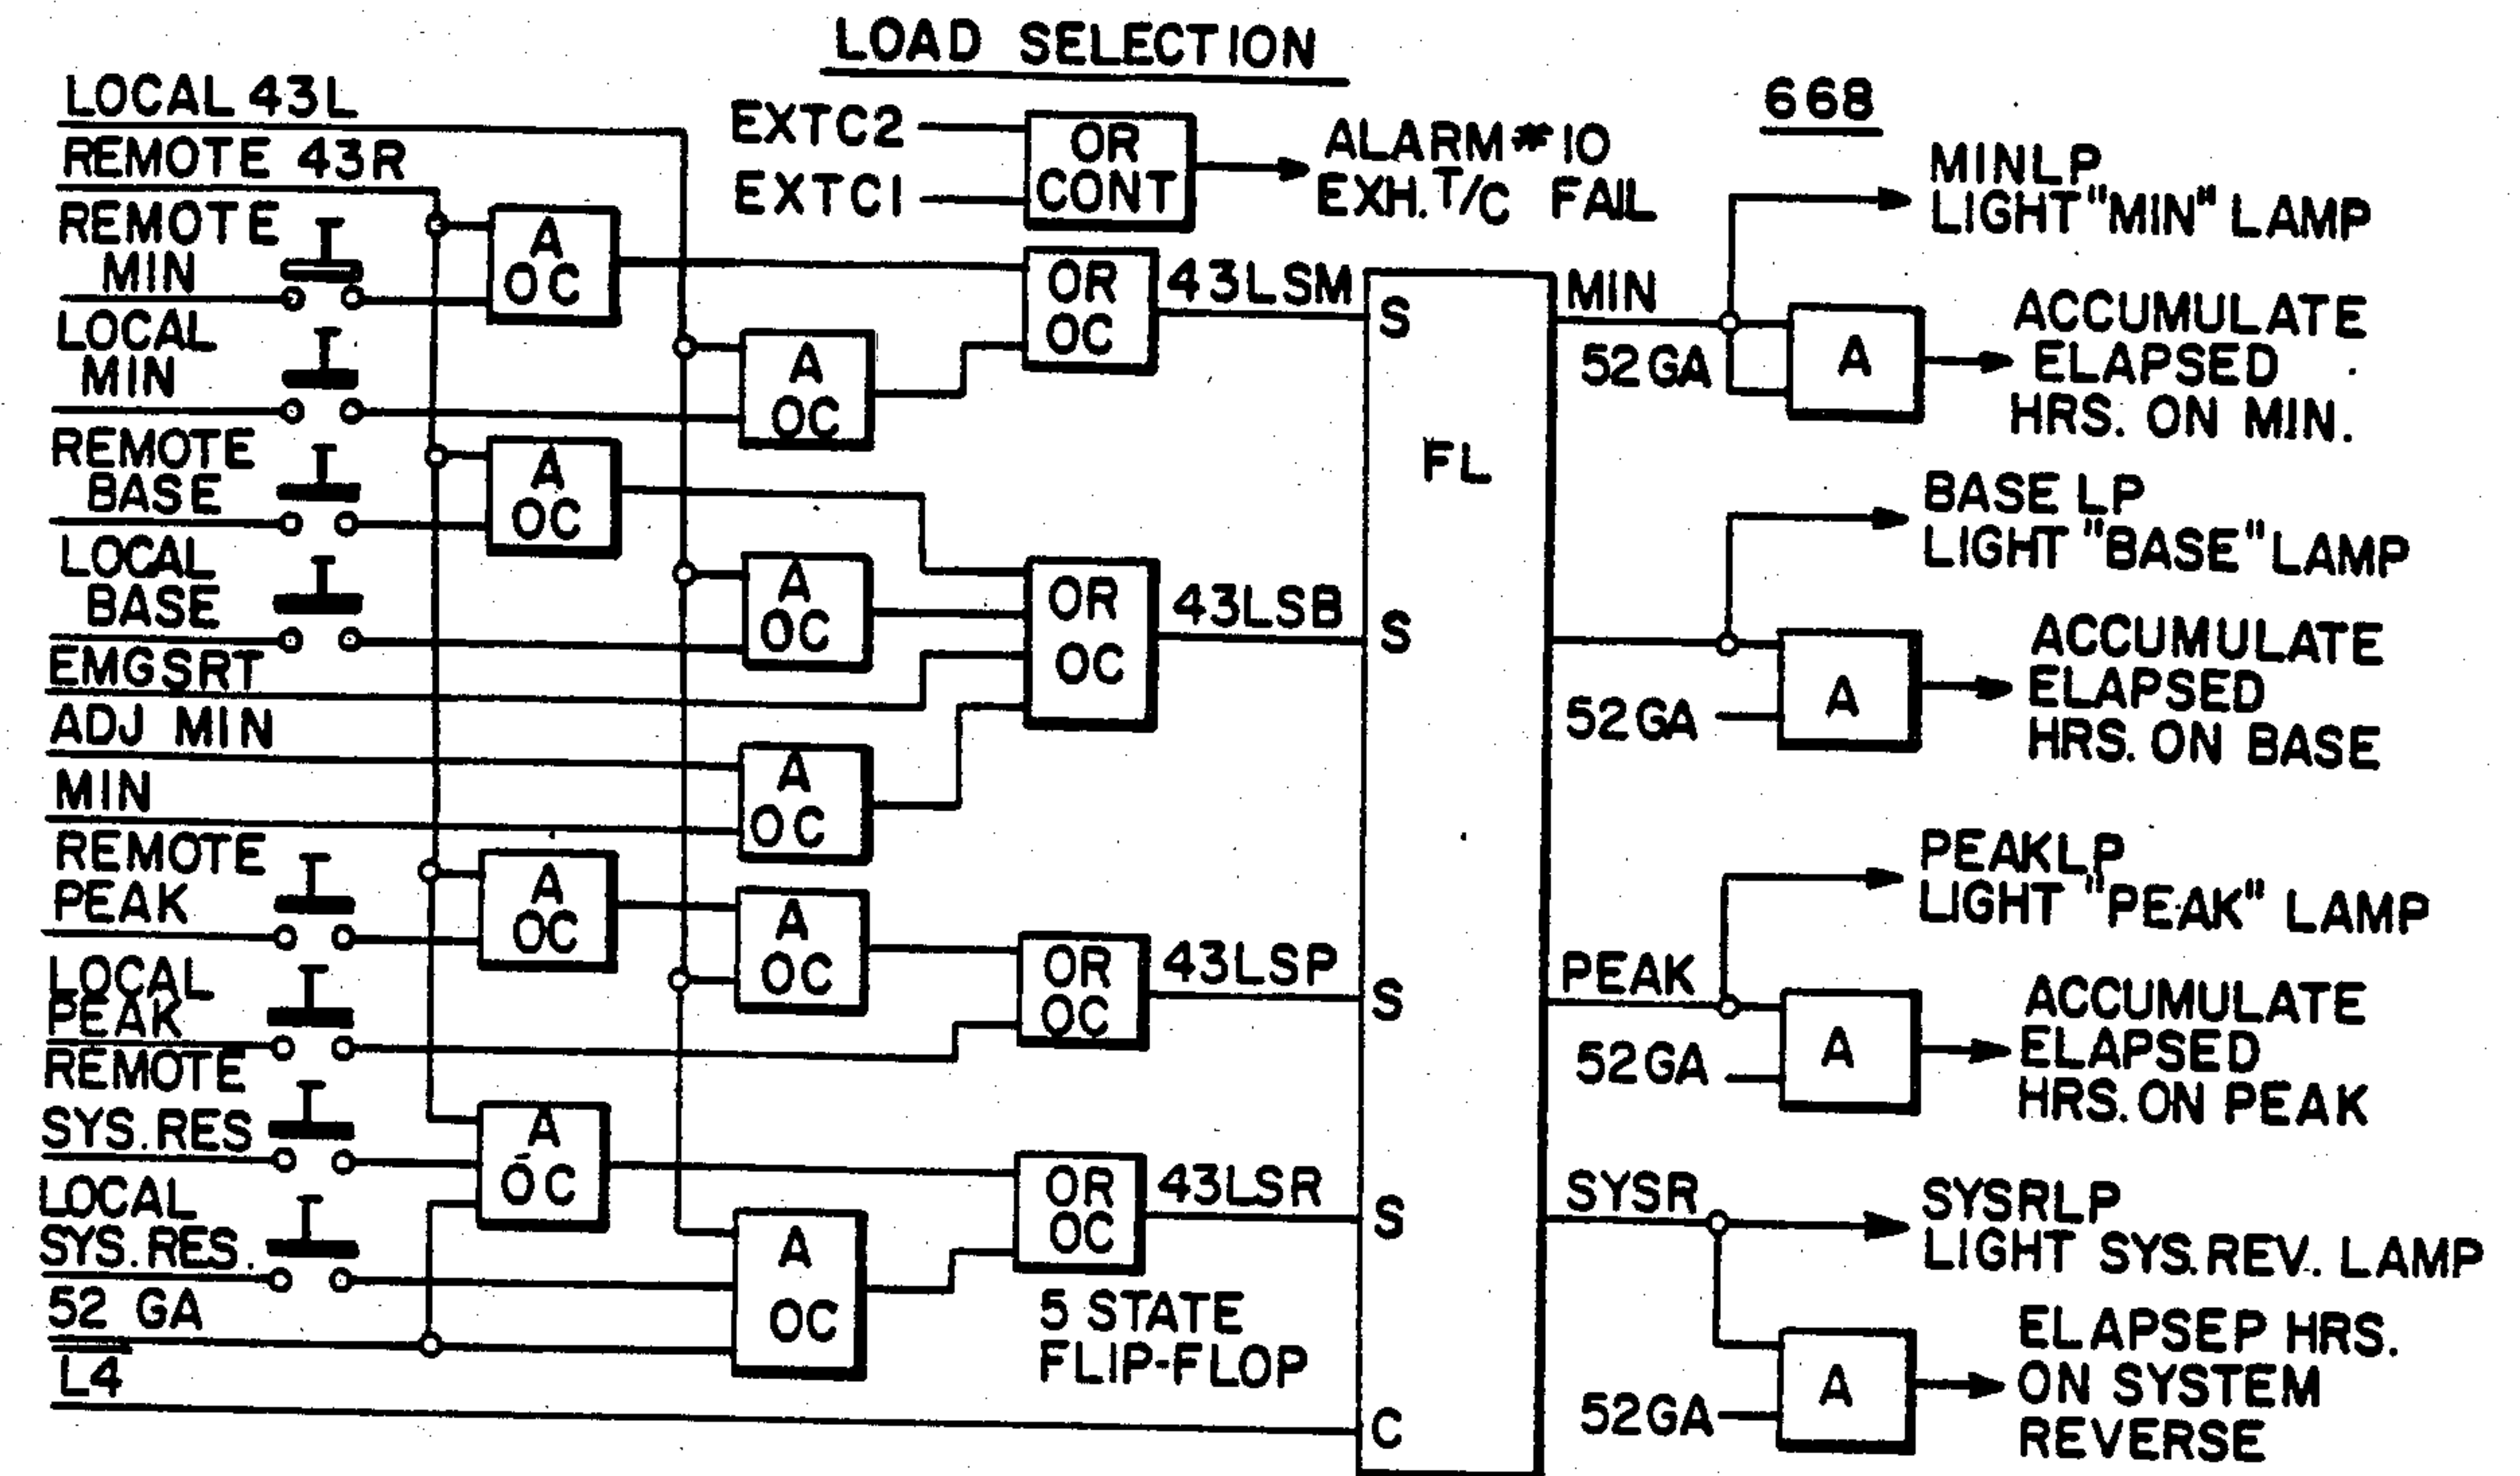 LOAD SELECTION
668
LOCAL 43L
REMOTE 43R
REMOTE
MIN
LOCAL
MIN
REMOTE
BASE
LOCAL
BASE
EMGSRT
ADJ MIN
MIN
REMOTE
PEAK
LOCAL
PEAK
REMOTE
SYS.RES
LOCAL
SYS.RES.
52 GA
L4
A
OC
A
OC
A
OC
A
OC
A
OC
A
OC
A
OC
A
OC
A
OC
EXTC2
EXTC1
OR
CONT
ALARM#10
EXH.T/C FAIL
OR
OC
43LSM
OR
OC
43LSB
OR
OC
43LSP
OR
OC
43LSR
5 STATE
FLIP-FLOP
S
FL
S
S
S
C
MIN
52GA
A
MINLP
LIGHT "MIN" LAMP
ACCUMULATE
ELAPSED
HRS. ON MIN.
BASE LP
LIGHT "BASE" LAMP
52GA
A
ACCUMULATE
ELAPSED
HRS. ON BASE
PEAKLP
LIGHT "PEAK" LAMP
PEAK
52GA
A
ACCUMULATE
ELAPSED
HRS. ON PEAK
SYSR
SYSRLP
LIGHT SYS.REV. LAMP
52GA
A
ELAPSEP HRS.
ON SYSTEM
REVERSE